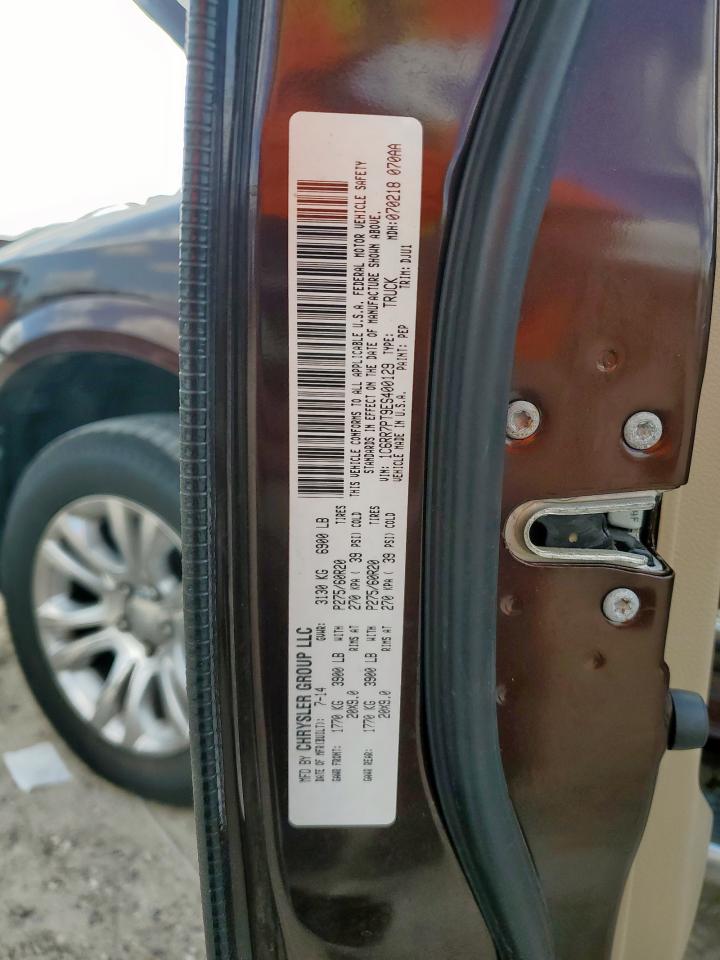 MFD BY CHRYSLER GROUP LLC
DATE OF MFR(BUILT): 7-14 GVWR: 3130 KG 6900 LB
GAWR FRONT: 1770 KG 3900 LB WITH P275/60R20 TIRES
20X9.0 RIMS AT 270 KPA ( 39 PSI) COLD
GAWR REAR: 1770 KG 3900 LB WITH P275/60R20 TIRES
20X9.0 RIMS AT 270 KPA ( 39 PSI) COLD
THIS VEHICLE CONFORMS TO ALL APPLICABLE U.S.A. FEDERAL MOTOR VEHICLE SAFETY
STANDARDS IN EFFECT ON THE DATE OF MANUFACTURE SHOWN ABOVE.
VIN: 1C6RR7PT9ES400129 TYPE: TRUCK MDH:070218 070AA
VEHICLE MADE IN U.S.A. PAINT: PEP TRIM: DJU1